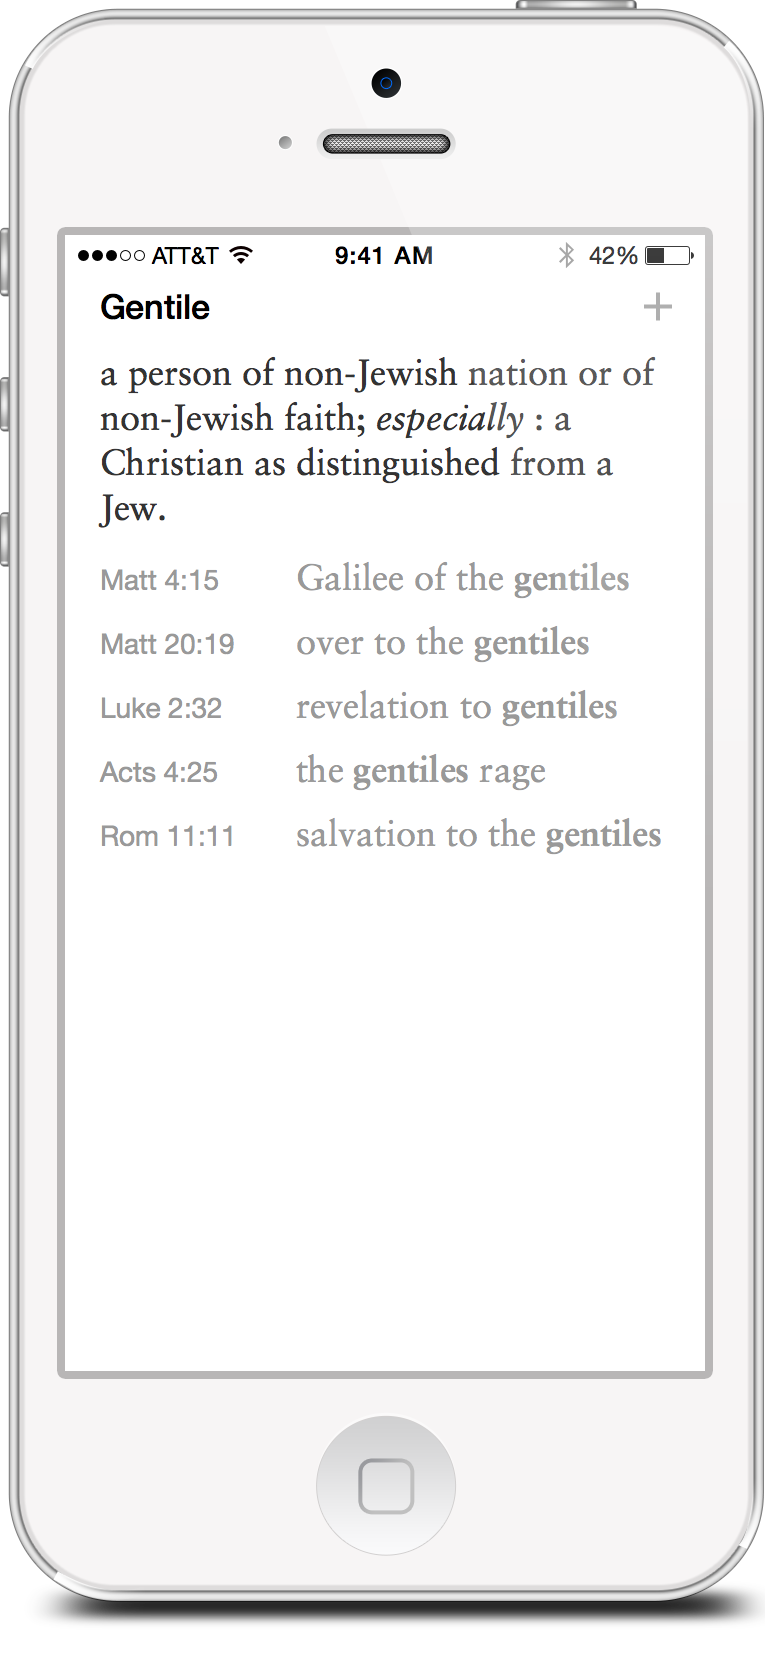 ATT&T 9:41 AM 42%
Gentile
a person of non-Jewish nation or of
non-Jewish faith; especially : a
Christian as distinguished from a
Jew.
Matt 4:15 Galilee of the gentiles
Matt 20:19 over to the gentiles
Luke 2:32 revelation to gentiles
Acts 4:25 the gentiles rage
Rom 11:11 salvation to the gentiles